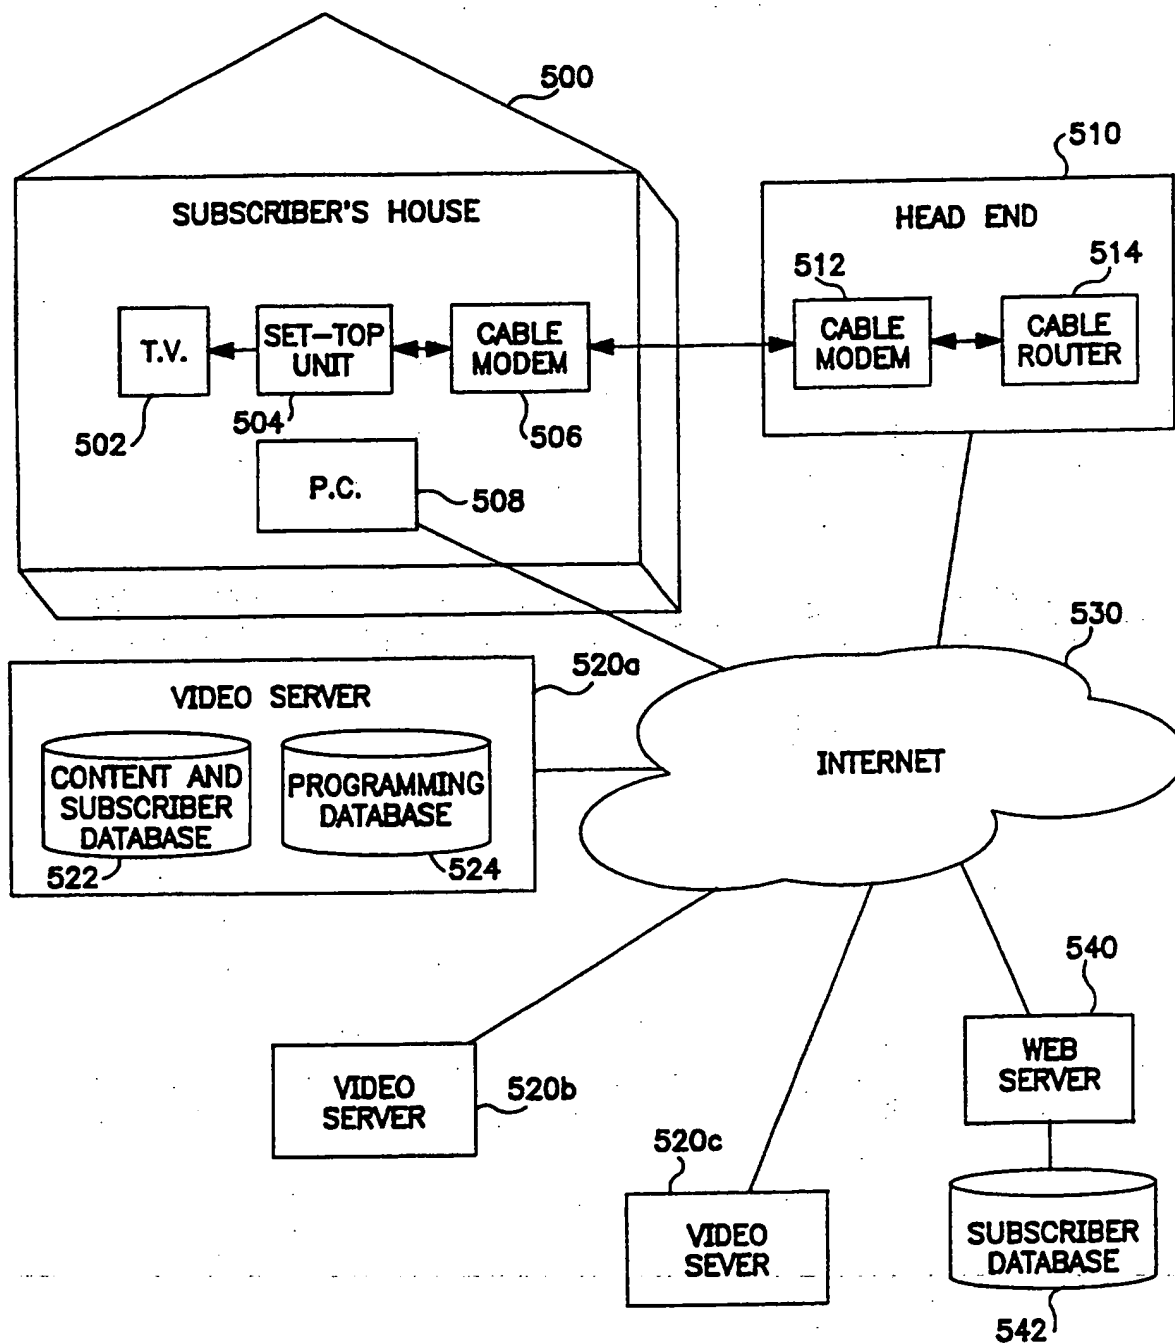 500
510
SUBSCRIBER'S HOUSE
HEAD END
512
514
T.V.
SET-TOP
UNIT
CABLE
MODEM
CABLE
MODEM
CABLE
ROUTER
502
504
506
P.C.
508
530
520a
VIDEO SERVER
CONTENT AND
SUBSCRIBER
DATABASE
PROGRAMMING
DATABASE
522
524
INTERNET
540
WEB
SERVER
VIDEO
SERVER
520b
520c
VIDEO
SEVER
SUBSCRIBER
DATABASE
542